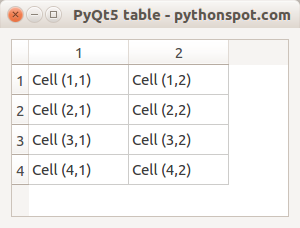 PyQt5 table - pythonspot.com
1 2
1 Cell (1,1) Cell (1,2)
2 Cell (2,1) Cell (2,2)
3 Cell (3,1) Cell (3,2)
4 Cell (4,1) Cell (4,2)